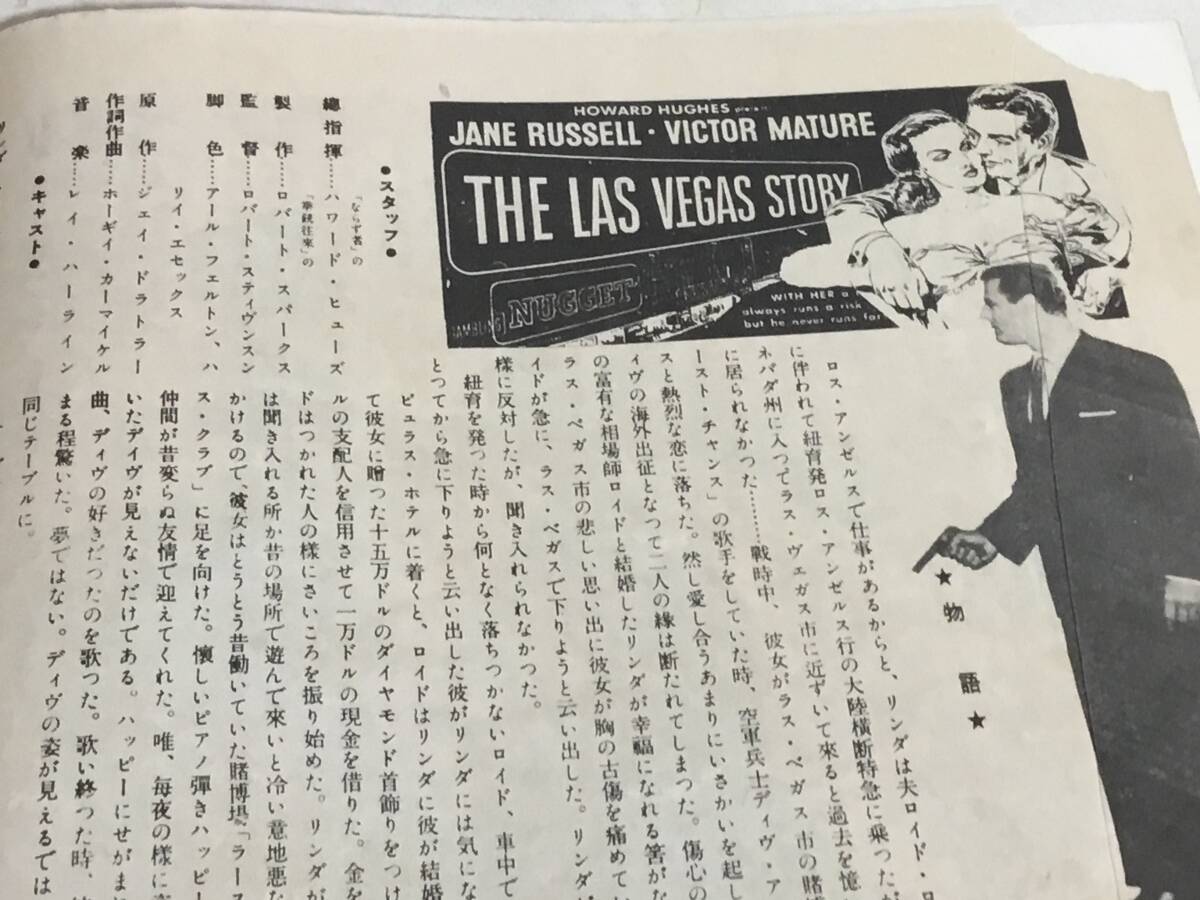 HOWARD HUGHES presents
JANE RUSSELL · VICTOR MATURE
THE LAS VEGAS STORY
GAMBLING NUGGET
WITH HER a
always runs a risk
but he never runs far
●スタッフ●
「ならず者」の
總指揮……ハワード・ヒューズ
「拳銃往来」の
製作……ロバート・スパークス
監督……ロバート・スティヴンスン
脚色……アール・フェルトン、ハ
リイ・エセックス
原作……ジェイ・ドラトラー
作詞作曲……ホーギイ・カーマイケル
音楽……レイ・ハーライン
●キャスト●
★物語★
ロス・アンゼルスで仕事があるからと、リンダは夫ロイド・ロ
に伴われて紐育発ロス・アンゼルス行の大陸横断特急に乗つたが
ネバダ州に入つてラス・ヴェガス市に近ずいて來ると過去を憶
に居られなかつた………戦時中、彼女がラス・ベガス市の賭
ースト・チャンス」の歌手をしていた時、空軍兵士ディヴ・ア
スと熱烈な恋に落ちた。然し愛し合うあまりにいさかいを起し
ィヴの海外出征となつて二人の縁は断たれてしまつた。傷心の
の富有な相場師ロイドと結婚したリンダが幸福になれる筈がな
ラス・ベガス市の悲しい思い出に彼女が胸の古傷を痛めてい
イドが急に、ラス・ベガスで下りようと云い出した。リンダ
様に反対したが、聞き入れられなかつた。
紐育を発つた時から何となく落ちつかないロイド、車中で
とつてから急に下りようと云い出した彼がリンダには気にな
ピュラス・ホテルに着くと、ロイドはリンダに彼が結婚
て彼女に贈つた十五万ドルのダイヤモンド首飾りをつけ
ルの支配人を信用させて一万ドルの現金を借りた。金を
ドはつかれた人の様にさいころを振り始めた。リンダが
は聞き入れる所か昔の場所で遊んで來いと冷い意地悪な
かけるので、彼女はとうとう昔働いていた賭博場「ラース
ス・クラブ」に足を向けた。懐しいピアノ彈きハッピー
仲間が昔変らぬ友情で迎えてくれた。唯、毎夜の様に
いたデイヴが見えないだけである。ハッピーにせがま
曲、ディヴの好きだつたのを歌つた。歌い終つた時、
まる程驚いた。夢ではない。ディヴの姿が見えるでは
同じテーブルに。